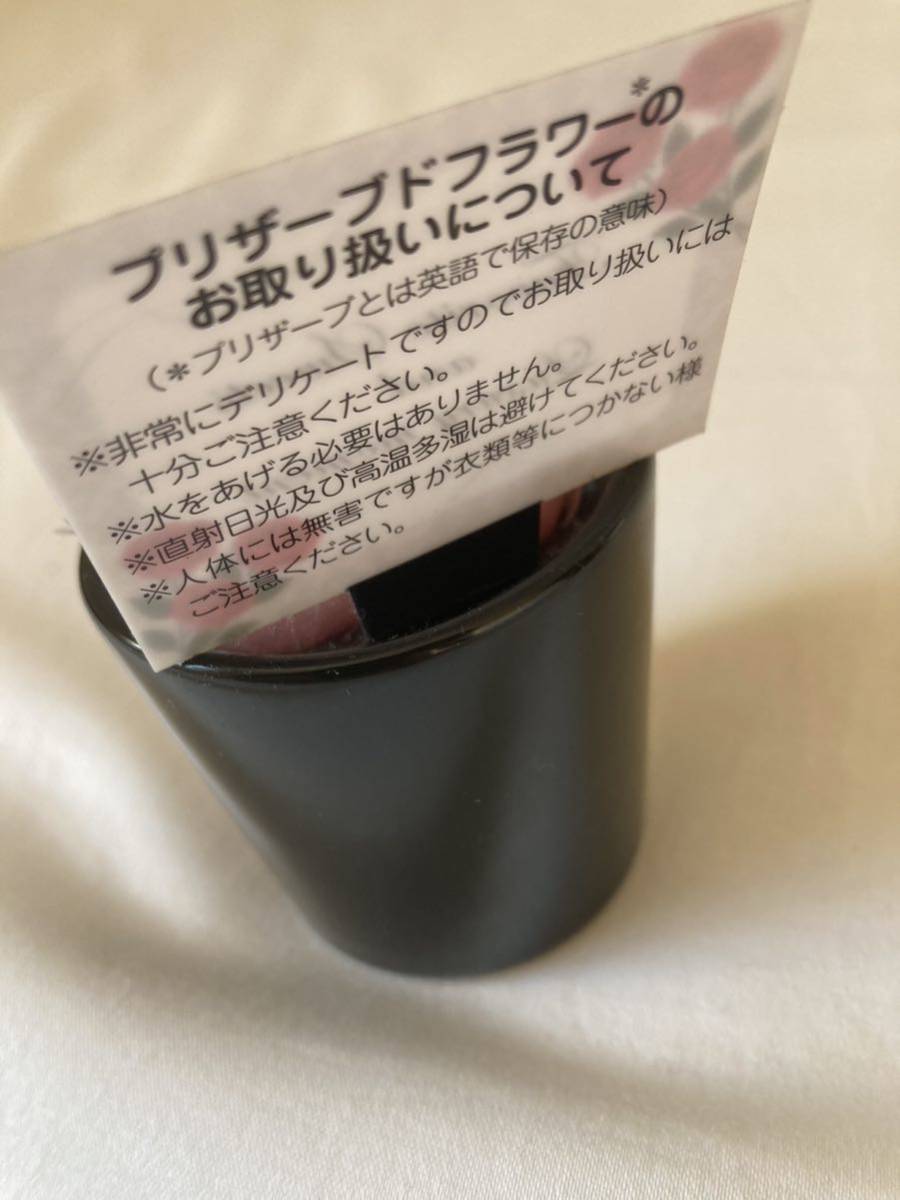 プリザーブドフラワー*の
お取り扱いについて
（*プリザーブとは英語で保存の意味）
※非常にデリケートですのでお取り扱いには
十分ご注意ください。
※水をあげる必要はありません。
※直射日光及び高温多湿は避けてください。
※人体には無害ですが衣類等につかない様
ご注意ください。